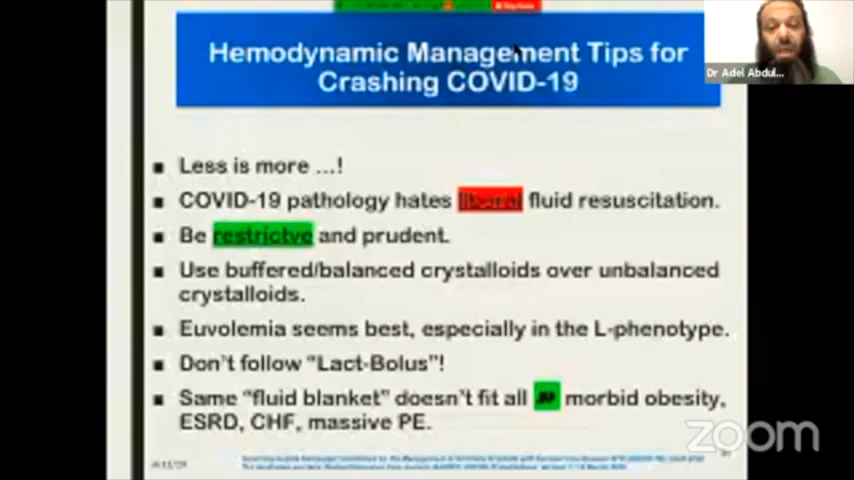 Hemodynamic Management Tips for
Crashing COVID-19
Dr Adel Abdul...
Less is more ...!
COVID-19 pathology hates liberal fluid resuscitation.
Be restrictve and prudent.
Use buffered/balanced crystalloids over unbalanced
crystalloids.
Euvolemia seems best, especially in the L-phenotype.
Don't follow "Lact-Bolus"!
Same "fluid blanket" doesn't fit all morbid obesity,
ESRD, CHF, massive PE.
zoom